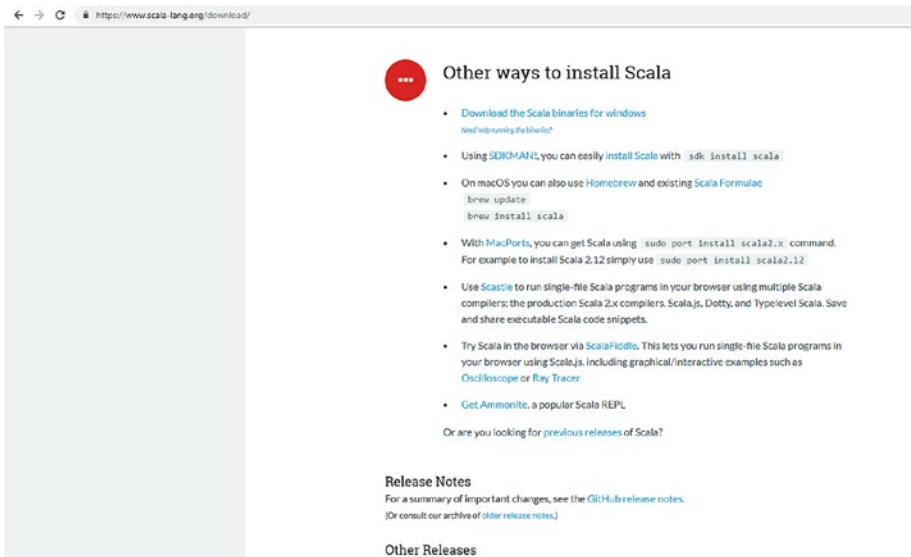 https://www.scala-lang.org/download/
Other ways to install Scala
• Download the Scala binaries for windows
Need help running the binaries?
• Using SDKMAN!, you can easily install Scala with sdk install scala
• On macOS you can also use Homebrew and existing Scala Formulae
brew update
brew install scala
• With MacPorts, you can get Scala using sudo port install scala2.x command.
For example to install Scala 2.12 simply use sudo port install scala2.12
• Use Scastie to run single-file Scala programs in your browser using multiple Scala
compilers; the production Scala 2.x compilers, Scala.js, Dotty, and Typelevel Scala. Save
and share executable Scala code snippets.
• Try Scala in the browser via ScalaFiddle. This lets you run single-file Scala programs in
your browser using Scala.js, including graphical/interactive examples such as
Oscilloscope or Ray Tracer
• Get Ammonite, a popular Scala REPL
Or are you looking for previous releases of Scala?
Release Notes
For a summary of important changes, see the GitHub release notes.
(Or consult our archive of older release notes.)
Other Releases